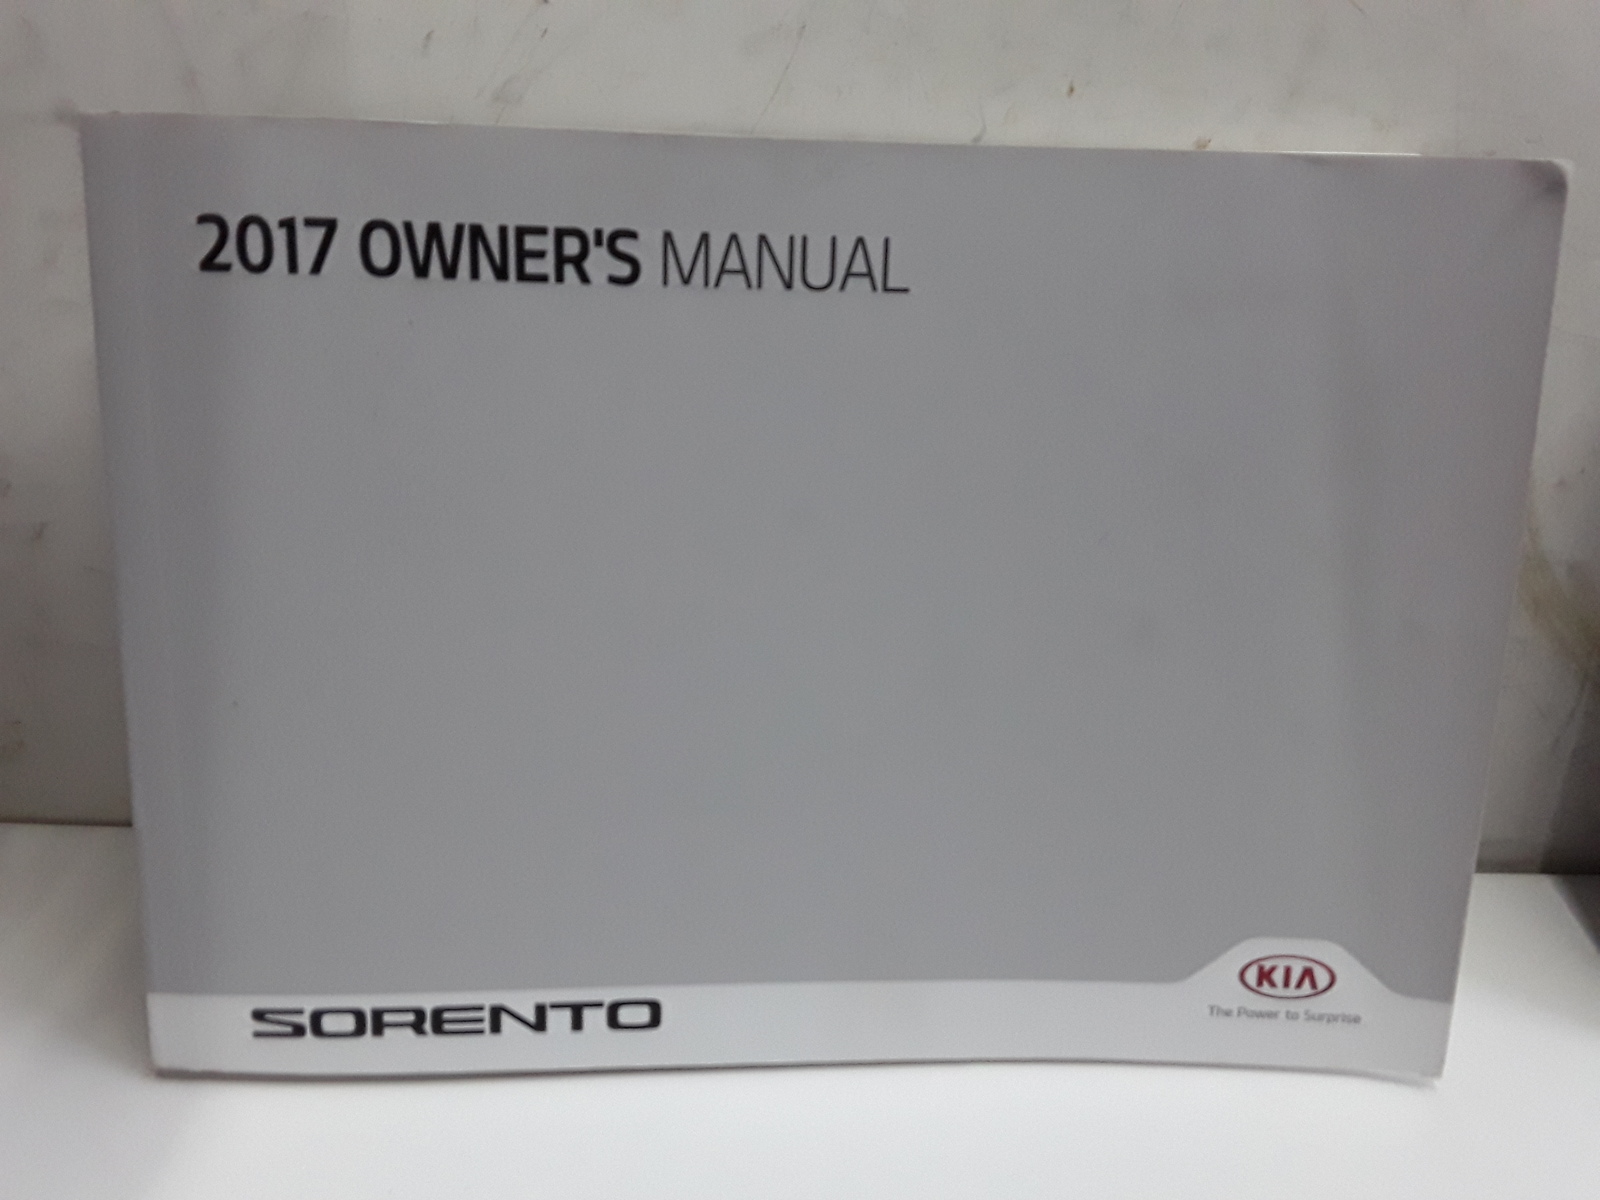 2017 OWNER'S MANUAL
SORENTO
KIA
The Power to Surprise